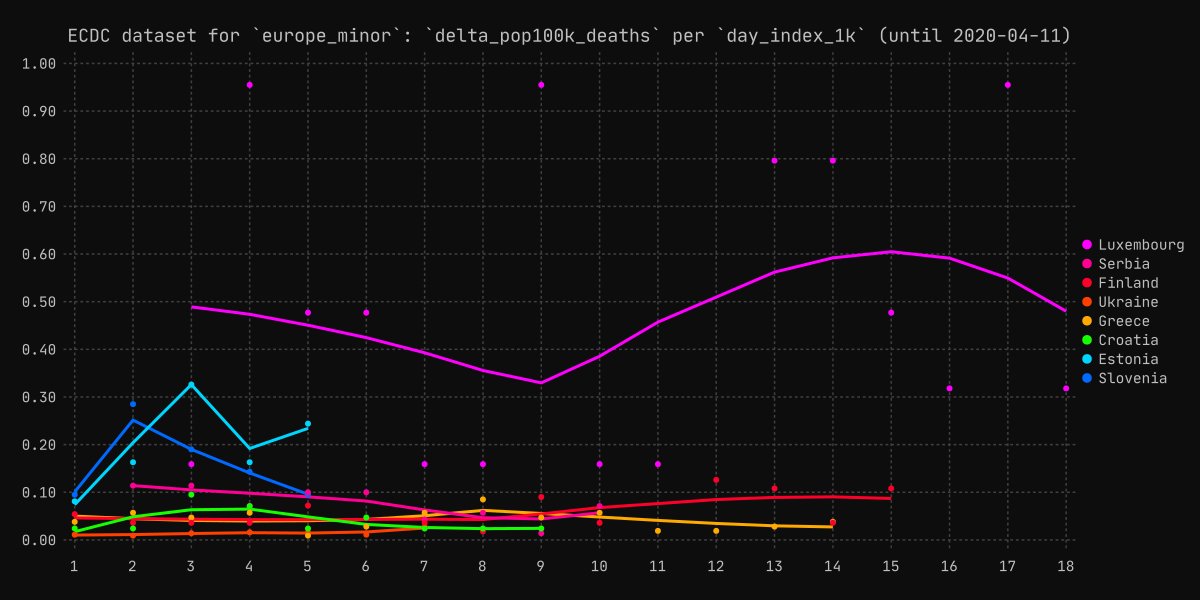 ECDC dataset for `europe_minor`: `delta_pop100k_deaths` per `day_index_1k` (until 2020-04-11)
1.00
0.90
0.80
0.70
0.60
0.50
0.40
0.30
0.20
0.10
0.00
1 2 3 4 5 6 7 8 9 10 11 12 13 14 15 16 17 18
Luxembourg
Serbia
Finland
Ukraine
Greece
Croatia
Estonia
Slovenia